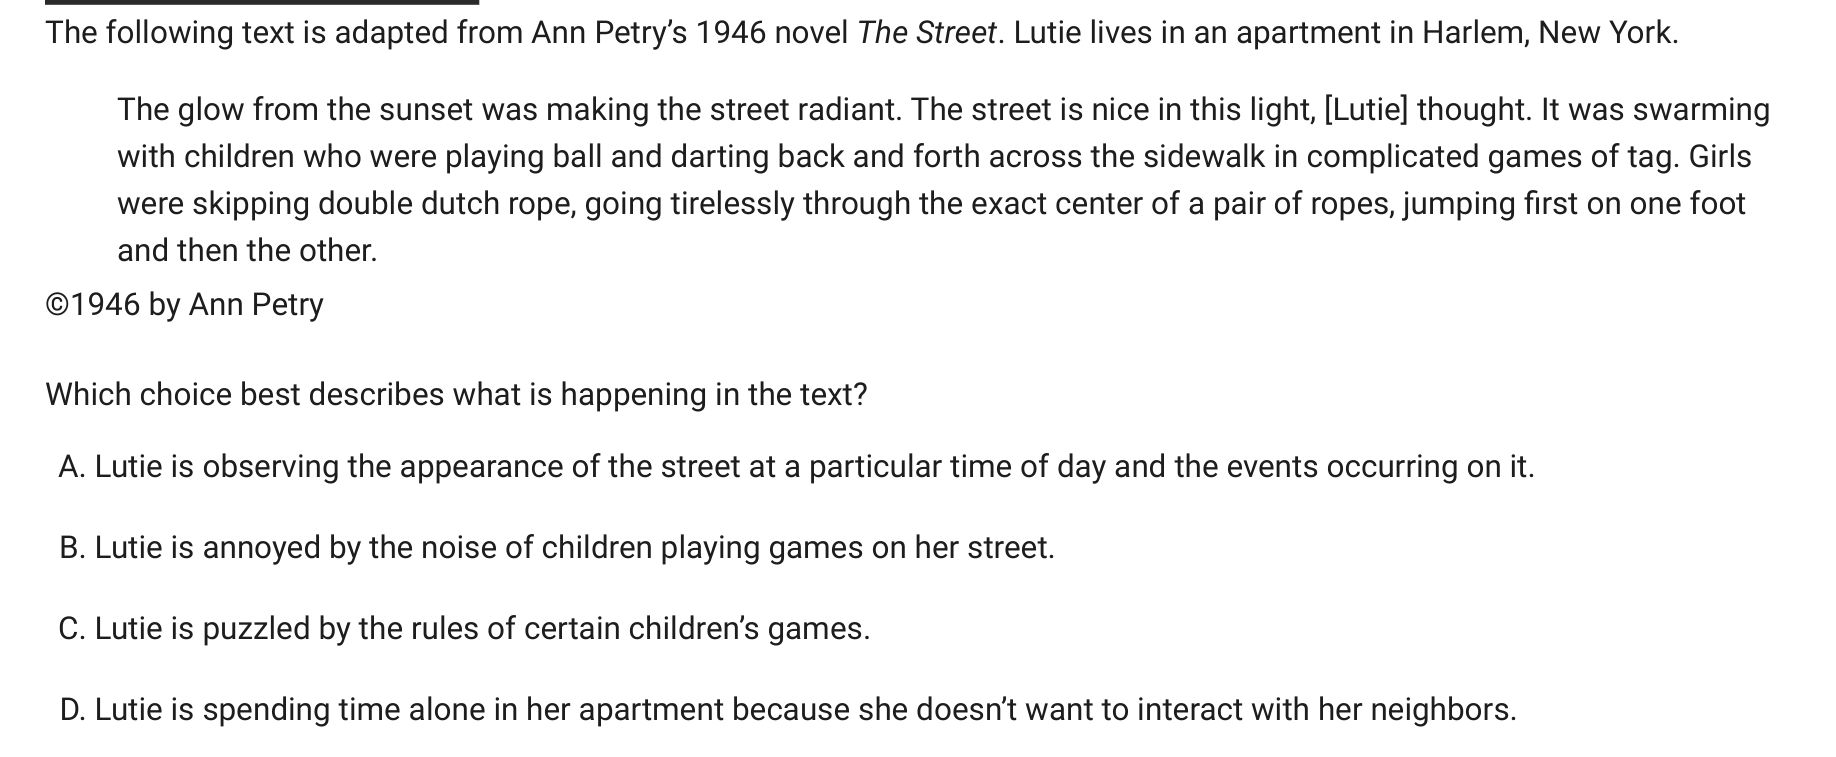 The following text is adapted from Ann Petry’s 1946 novel The Street. Lutie lives in an apartment in Harlem, New York.
The glow from the sunset was making the street radiant. The street is nice in this light, [Lutie] thought. It was swarming
with children who were playing ball and darting back and forth across the sidewalk in complicated games of tag. Girls
were skipping double dutch rope, going tirelessly through the exact center of a pair of ropes, jumping first on one foot
and then the other.
©1946 by Ann Petry
Which choice best describes what is happening in the text?
A. Lutie is observing the appearance of the street at a particular time of day and the events occurring on it.
B. Lutie is annoyed by the noise of children playing games on her street.
C. Lutie is puzzled by the rules of certain children’s games.
D. Lutie is spending time alone in her apartment because she doesn’t want to interact with her neighbors.